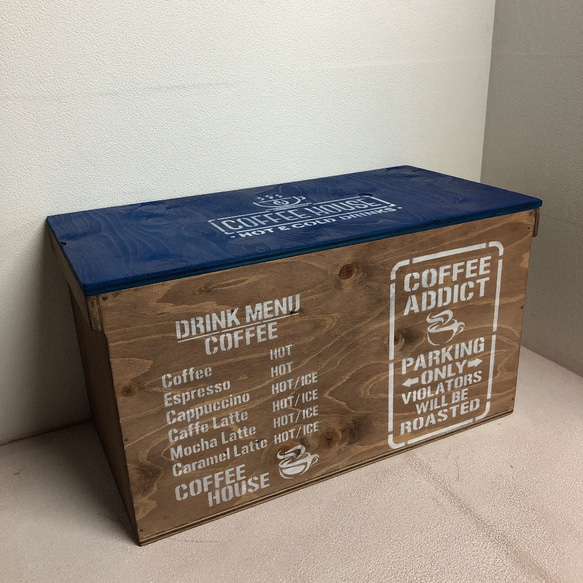 COFFEE HOUSE
• HOT & COLD DRINKS •
DRINK MENU
COFFEE
Coffee HOT
Espresso HOT
Cappuccino HOT/ICE
Caffe Latte HOT/ICE
Mocha Latte HOT/ICE
Caramel Latte HOT/ICE
COFFEE
HOUSE
COFFEE
ADDICT
PARKING
←ONLY→
VIOLATORS
WILL BE
ROASTED